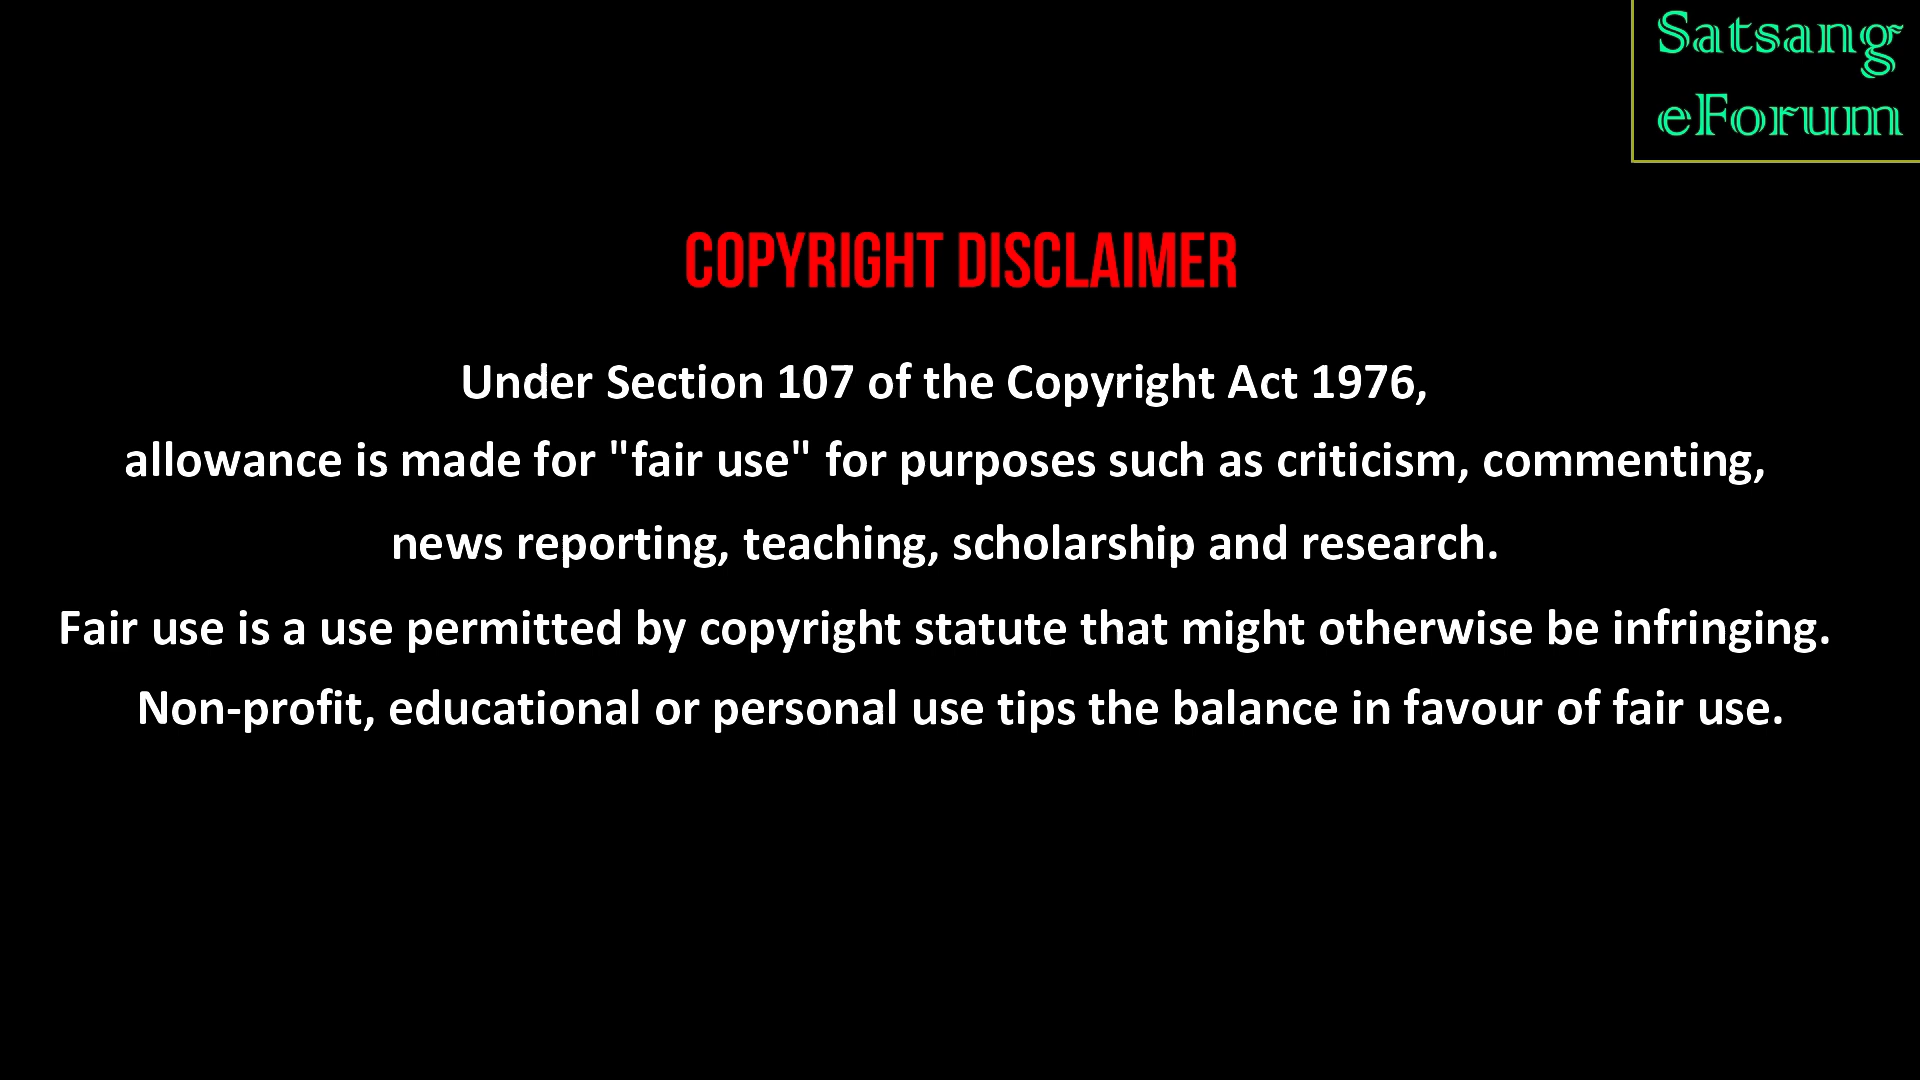 Satsang
eForum
COPYRIGHT DISCLAIMER
Under Section 107 of the Copyright Act 1976,
allowance is made for "fair use" for purposes such as criticism, commenting,
news reporting, teaching, scholarship and research.
Fair use is a use permitted by copyright statute that might otherwise be infringing.
Non-profit, educational or personal use tips the balance in favour of fair use.